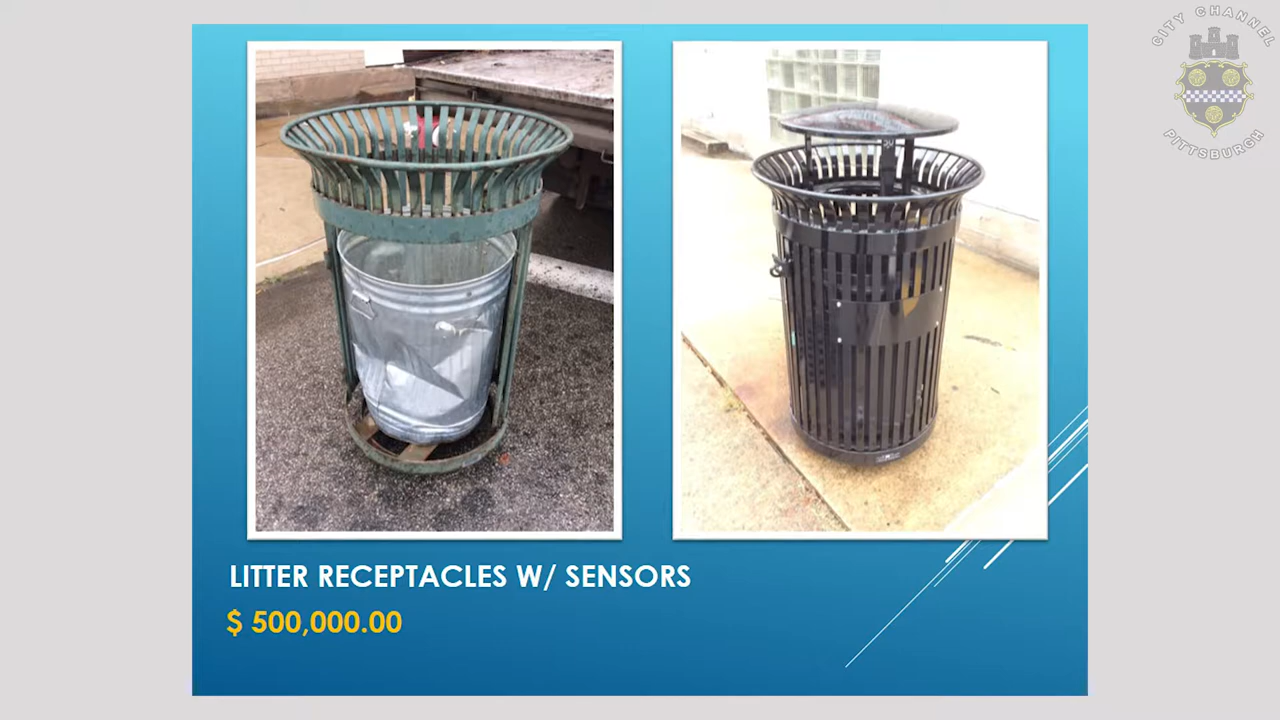 CITY CHANNEL
PITTSBURGH
LITTER RECEPTACLES W/ SENSORS
$ 500,000.00